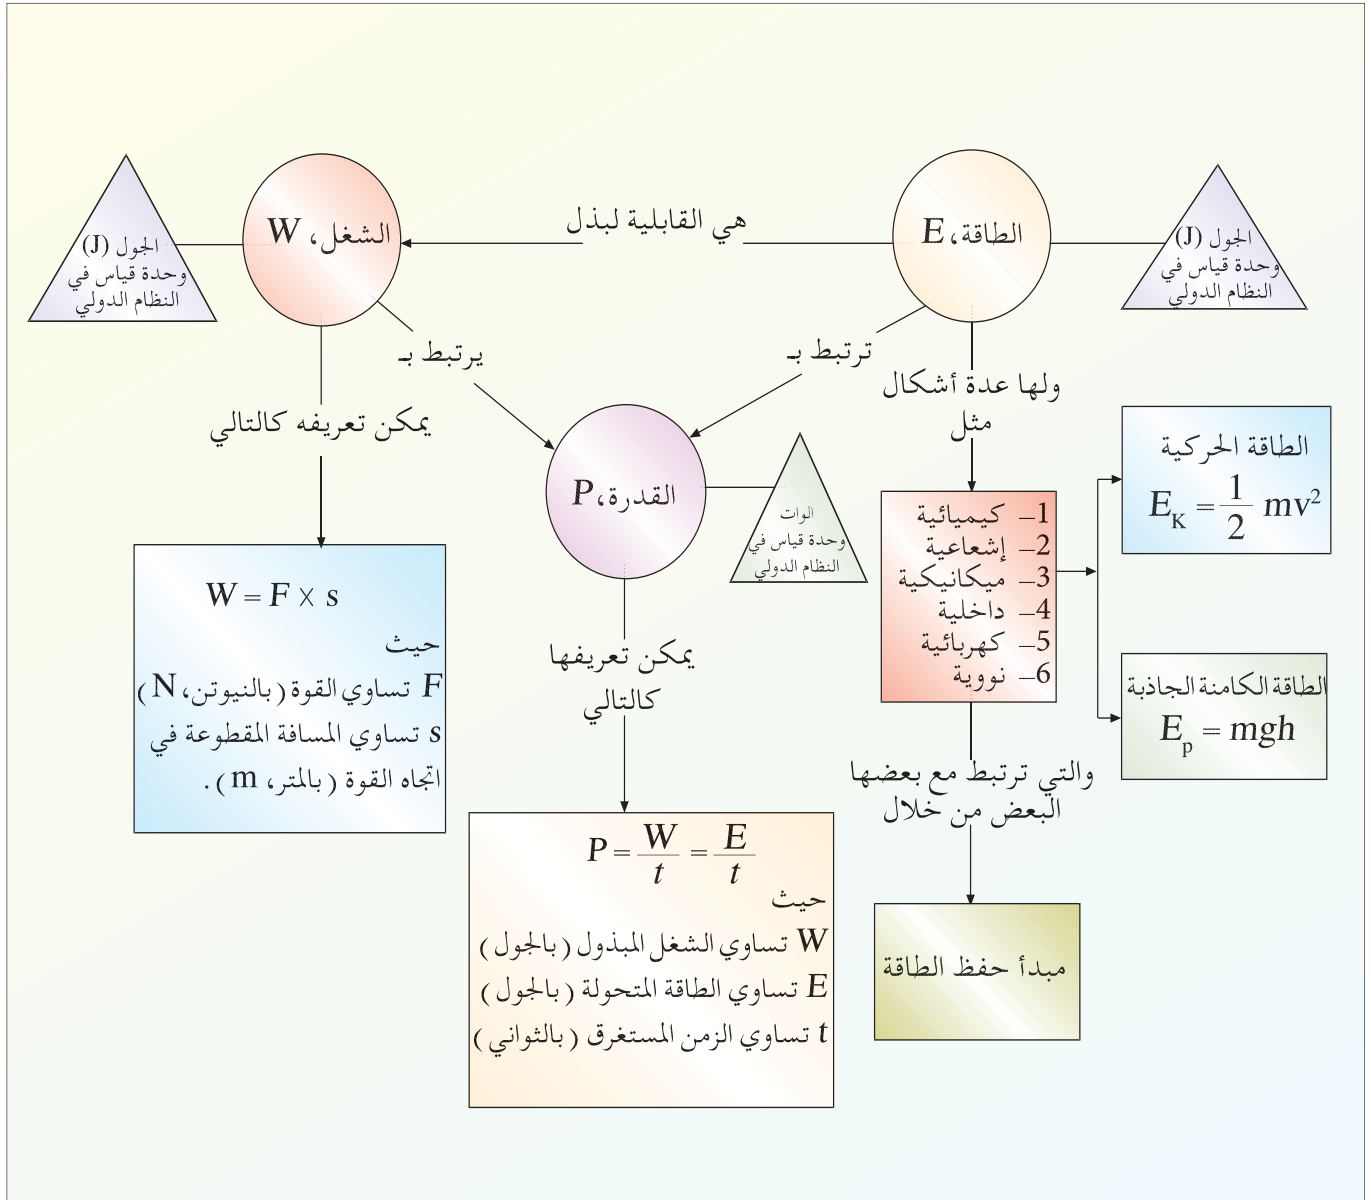 الطاقة، E
الجول (J)
وحدة قياس في
النظام الدولي
هي القابلية لبذل
الشغل، W
الجول (J)
وحدة قياس في
النظام الدولي
ترتبط بـ
يرتبط بـ
ولها عدة أشكال
مثل
يمكن تعريفه كالتالي
القدرة، P
الوات
وحدة قياس في
النظام الدولي
1– كيميائية
2– إشعاعية
3– ميكانيكية
4– داخلية
5– كهربائية
6– نووية
الطاقة الحركية
E_K = 1/2 mv²
الطاقة الكامنة الجاذبة
E_p = mgh
W = F × s
حيث
F تساوي القوة (بالنيوتن، N)
s تساوي المسافة المقطوعة في
اتجاه القوة (بالمتر، m).
يمكن تعريفها
كالتالي
P = W/t = E/t
حيث
W تساوي الشغل المبذول (بالجول)
E تساوي الطاقة المتحولة (بالجول)
t تساوي الزمن المستغرق (بالثواني)
والتي ترتبط مع بعضها
البعض من خلال
مبدأ حفظ الطاقة